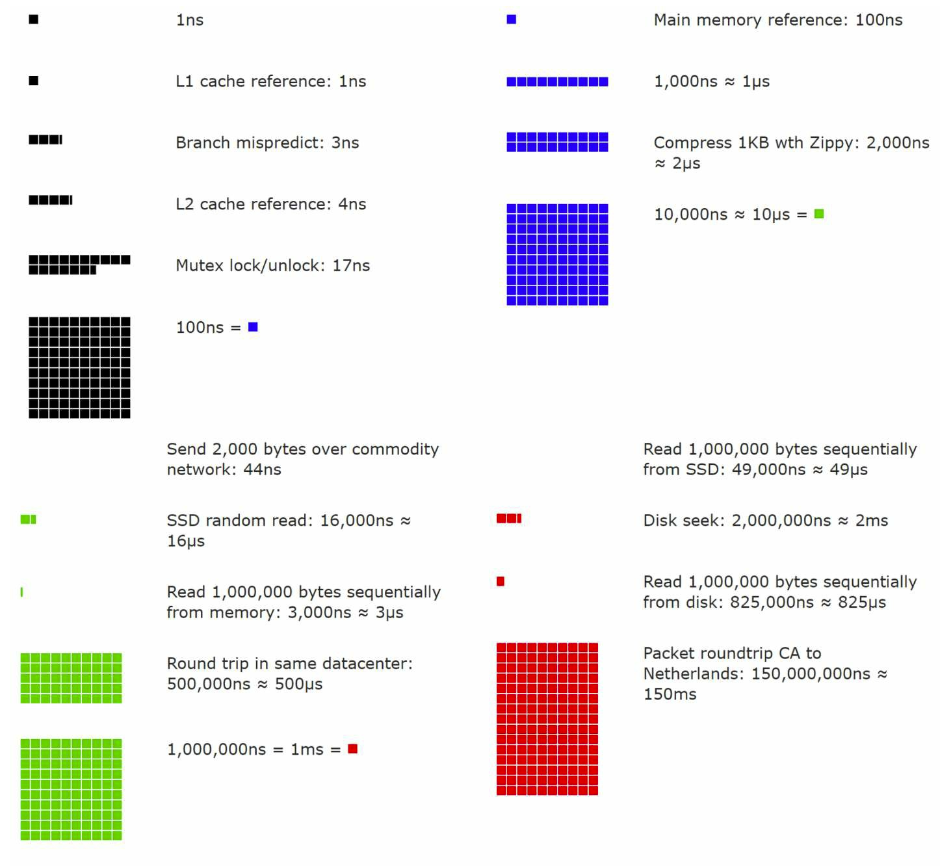 1ns
L1 cache reference: 1ns
Branch mispredict: 3ns
L2 cache reference: 4ns
Mutex lock/unlock: 17ns
100ns =
Main memory reference: 100ns
1,000ns ≈ 1μs
Compress 1KB wth Zippy: 2,000ns
≈ 2μs
10,000ns ≈ 10μs =
Send 2,000 bytes over commodity
network: 44ns
SSD random read: 16,000ns ≈
16μs
Read 1,000,000 bytes sequentially
from memory: 3,000ns ≈ 3μs
Round trip in same datacenter:
500,000ns ≈ 500μs
1,000,000ns = 1ms =
Read 1,000,000 bytes sequentially
from SSD: 49,000ns ≈ 49μs
Disk seek: 2,000,000ns ≈ 2ms
Read 1,000,000 bytes sequentially
from disk: 825,000ns ≈ 825μs
Packet roundtrip CA to
Netherlands: 150,000,000ns ≈
150ms